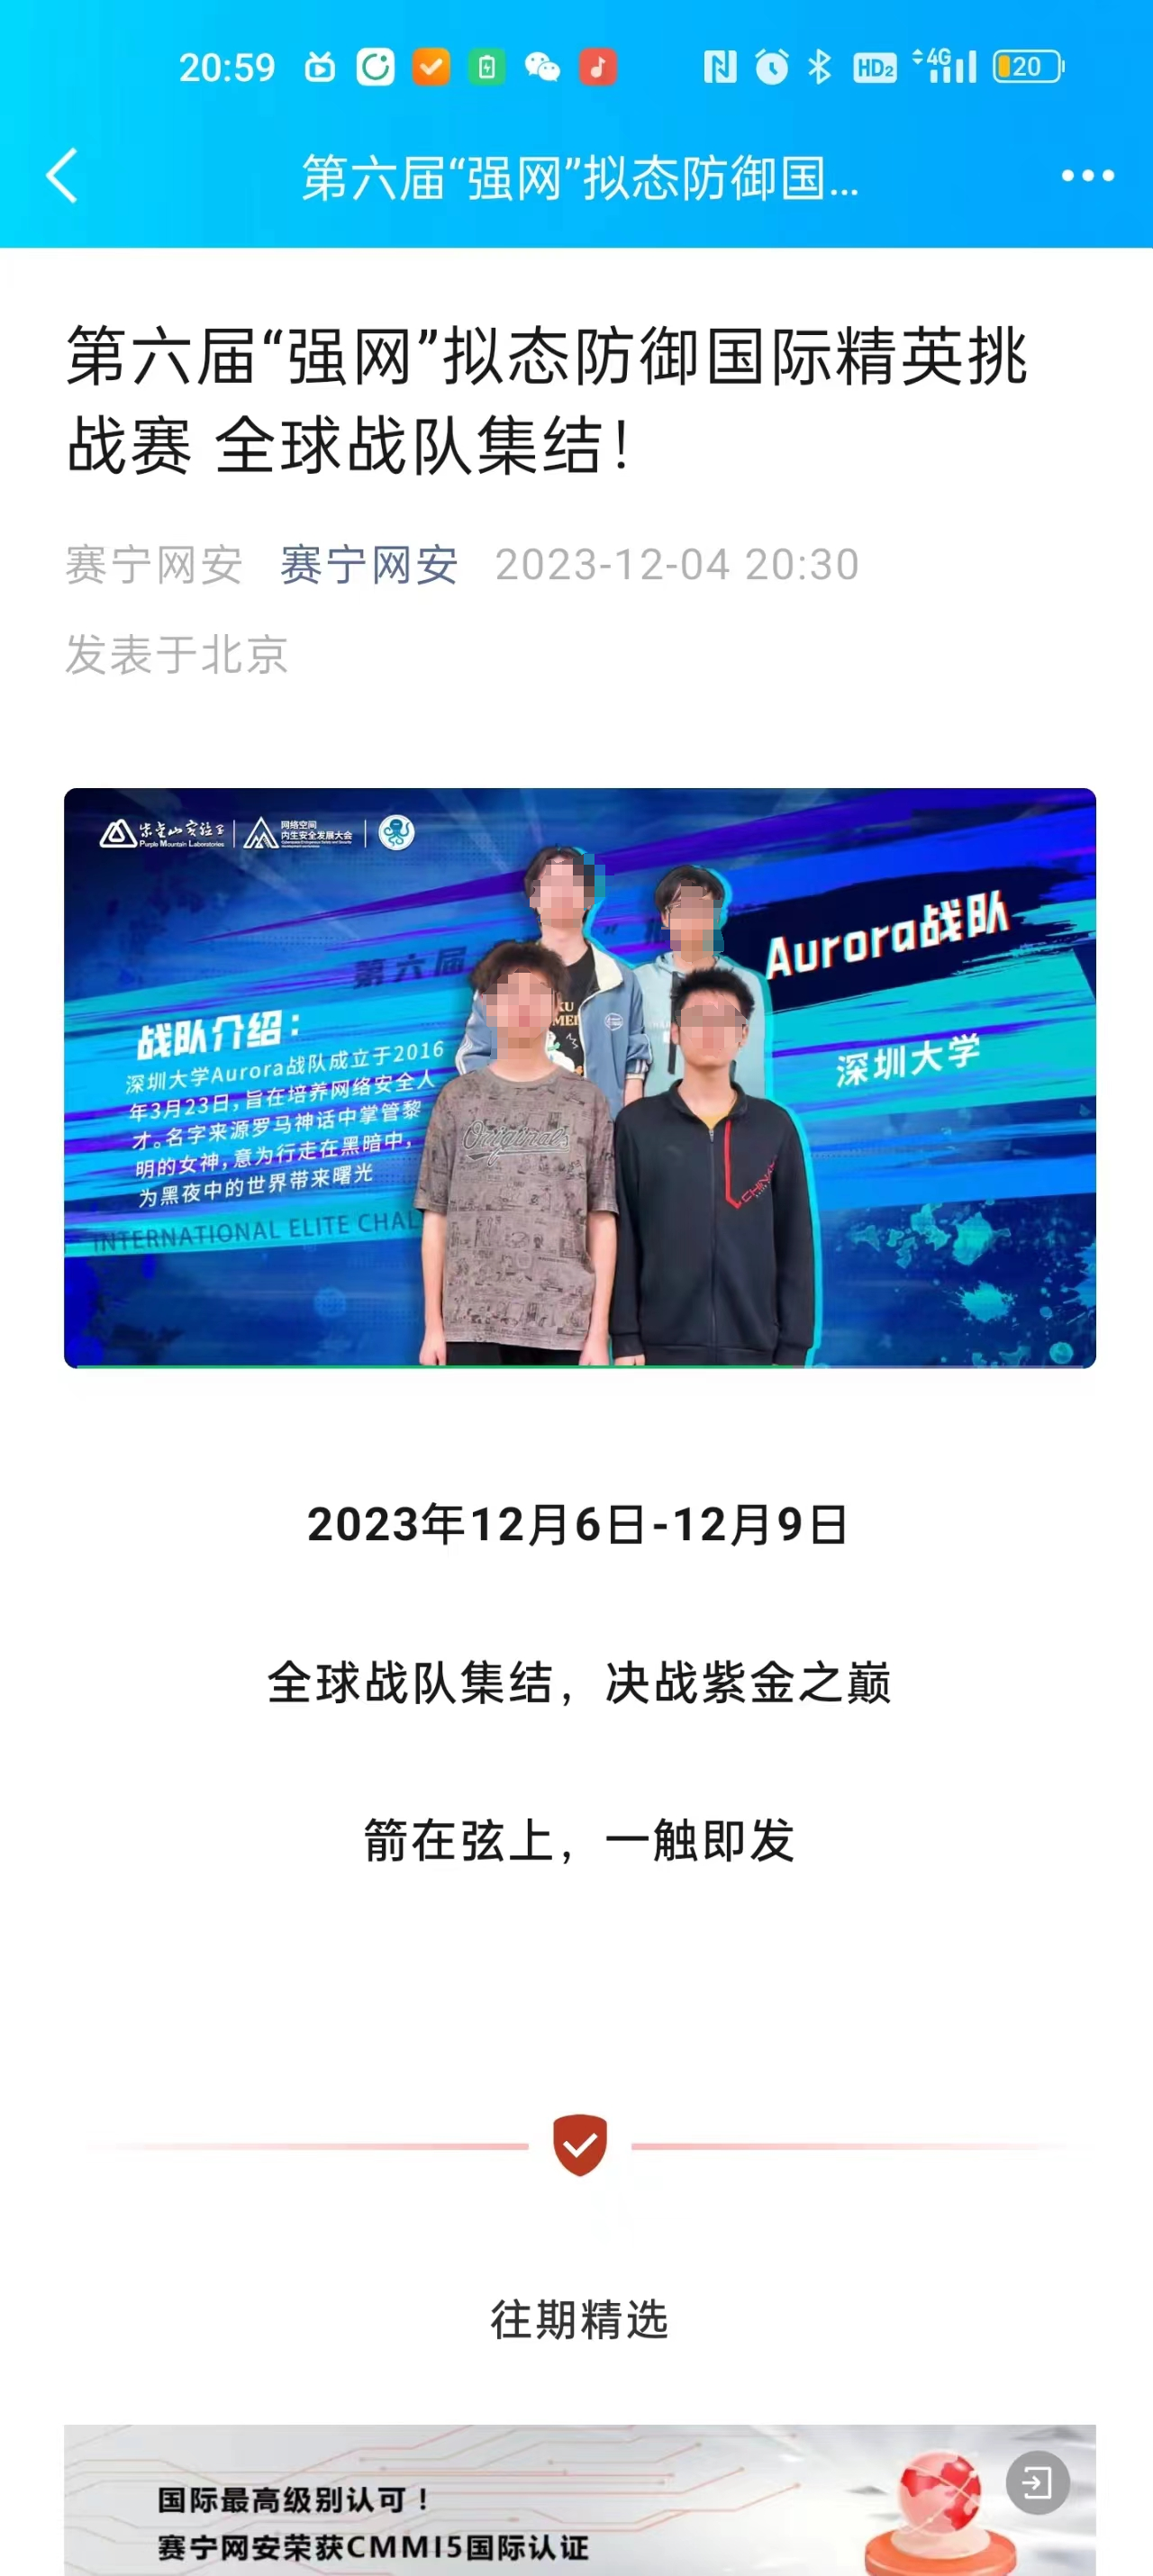 20:59
HD2
4G
20
第六届“强网”拟态防御国...
第六届“强网”拟态防御国际精英挑
战赛 全球战队集结！
赛宁网安 赛宁网安 2023-12-04 20:30
发表于北京
紫金山实验室
Purple Mountain Laboratories
网络空间
内生安全发展大会
第六届
Aurora战队
深圳大学
战队介绍：
深圳大学Aurora战队成立于2016
年3月23日，旨在培养网络安全人
才。名字来源罗马神话中掌管黎
明的女神，意为行走在黑暗中，
为黑夜中的世界带来曙光
INTERNATIONAL ELITE CHAL
Originals
2023年12月6日-12月9日
全球战队集结，决战紫金之巅
箭在弦上，一触即发
往期精选
国际最高级别认可！
赛宁网安荣获CMMI5国际认证